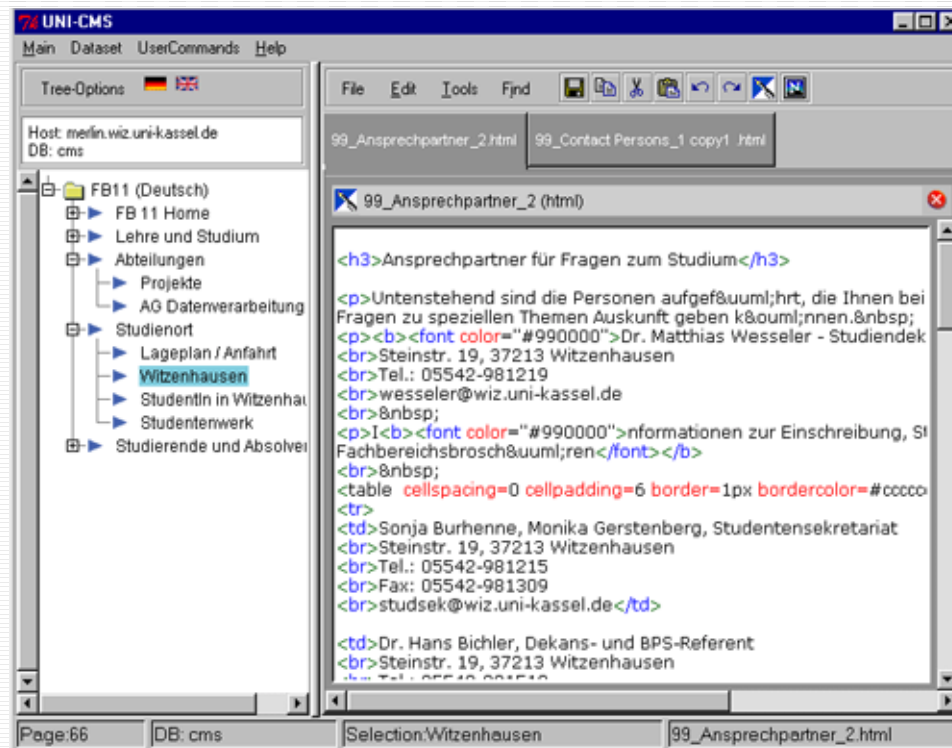 UNI-CMS
Main Dataset UserCommands Help
Tree-Options
Host: merlin.wiz.uni-kassel.de
DB: cms
FB11 (Deutsch)
FB 11 Home
Lehre und Studium
Abteilungen
Projekte
AG Datenverarbeitung
Studienort
Lageplan / Anfahrt
Witzenhausen
StudentIn in Witzenhau
Studentenwerk
Studierende und Absolve
File Edit Tools Find
99_Ansprechpartner_2.html 99_Contact Persons_1 copy1 .html
99_Ansprechpartner_2 (html)
<h3>Ansprechpartner für Fragen zum Studium</h3>
<p>Untenstehend sind die Personen aufgef&uuml;hrt, die Ihnen bei
Fragen zu speziellen Themen Auskunft geben k&ouml;nnen.&nbsp;
<p><b><font color="#990000">Dr. Matthias Wesseler - Studiendek
<br>Steinstr. 19, 37213 Witzenhausen
<br>Tel.: 05542-981219
<br>wesseler@wiz.uni-kassel.de
<br>&nbsp;
<p>I<b><font color="#990000">nformationen zur Einschreibung, St
Fachbereichsbrosch&uuml;ren</font></b>
<br>&nbsp;
<table cellspacing=0 cellpadding=6 border=1px bordercolor=#ccccc
<tr>
<td>Sonja Burhenne, Monika Gerstenberg, Studentensekretariat
<br>Steinstr. 19, 37213 Witzenhausen
<br>Tel.: 05542-981215
<br>Fax: 05542-981309
<br>studsek@wiz.uni-kassel.de</td>
<td>Dr. Hans Bichler, Dekans- und BPS-Referent
<br>Steinstr. 19, 37213 Witzenhausen
Page:66 DB: cms Selection:Witzenhausen 99_Ansprechpartner_2.html